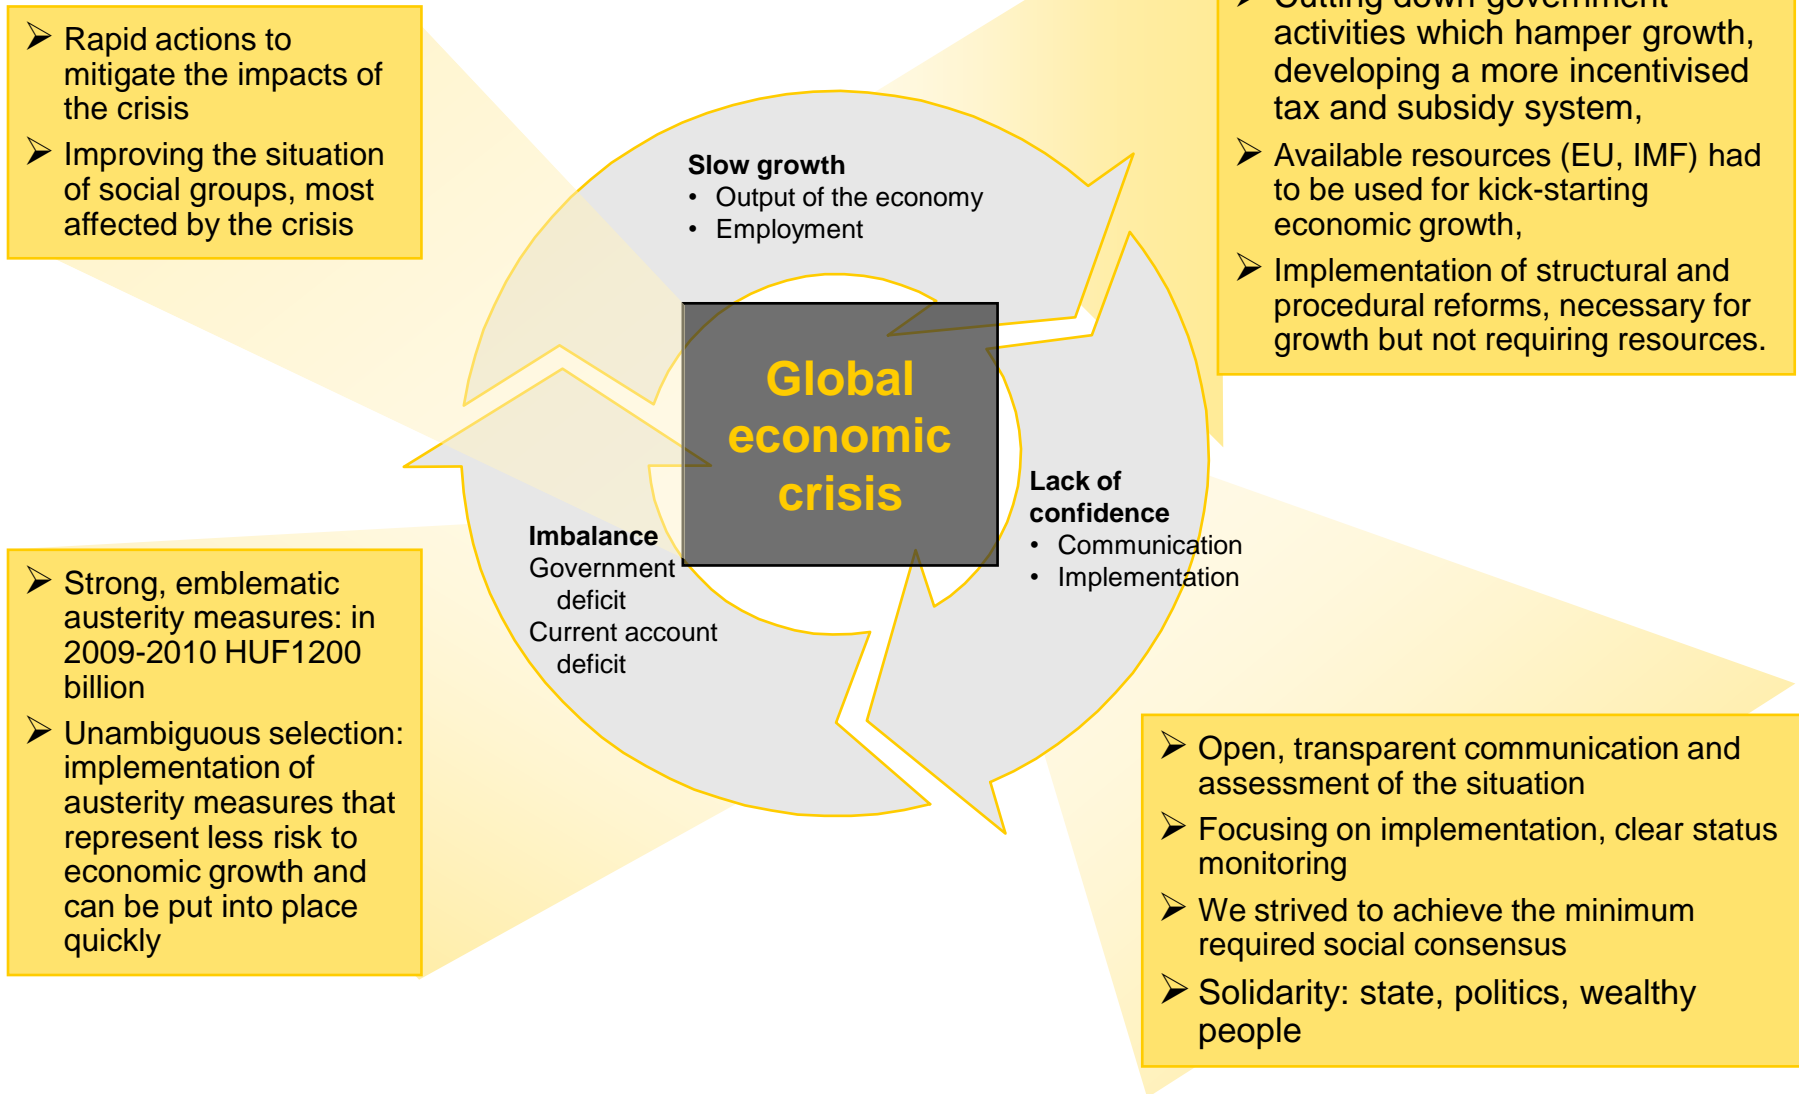 Rapid actions to
mitigate the impacts of
the crisis
Improving the situation
of social groups, most
affected by the crisis
Cutting down government
activities which hamper growth,
developing a more incentivised
tax and subsidy system,
Available resources (EU, IMF) had
to be used for kick-starting
economic growth,
Implementation of structural and
procedural reforms, necessary for
growth but not requiring resources.
Slow growth
• Output of the economy
• Employment
Global
economic
crisis
Lack of
confidence
• Communication
• Implementation
Imbalance
Government
deficit
Current account
deficit
Strong, emblematic
austerity measures: in
2009-2010 HUF1200
billion
Unambiguous selection:
implementation of
austerity measures that
represent less risk to
economic growth and
can be put into place
quickly
Open, transparent communication and
assessment of the situation
Focusing on implementation, clear status
monitoring
We strived to achieve the minimum
required social consensus
Solidarity: state, politics, wealthy
people